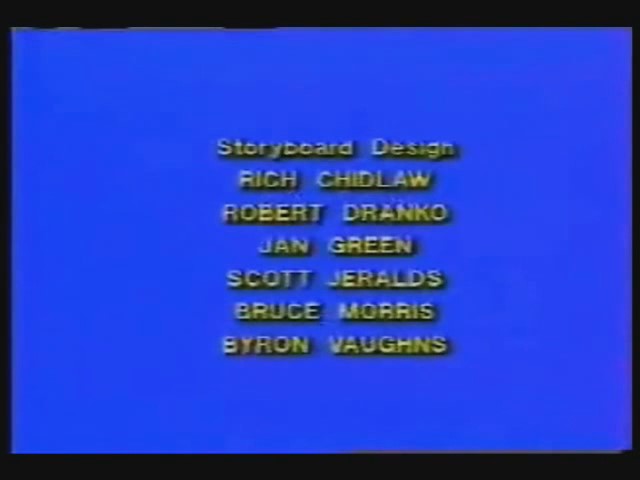 Storyboard Design
RICH CHIDLAW
ROBERT DRANKO
JAN GREEN
SCOTT JERALDS
BRUCE MORRIS
BYRON VAUGHNS